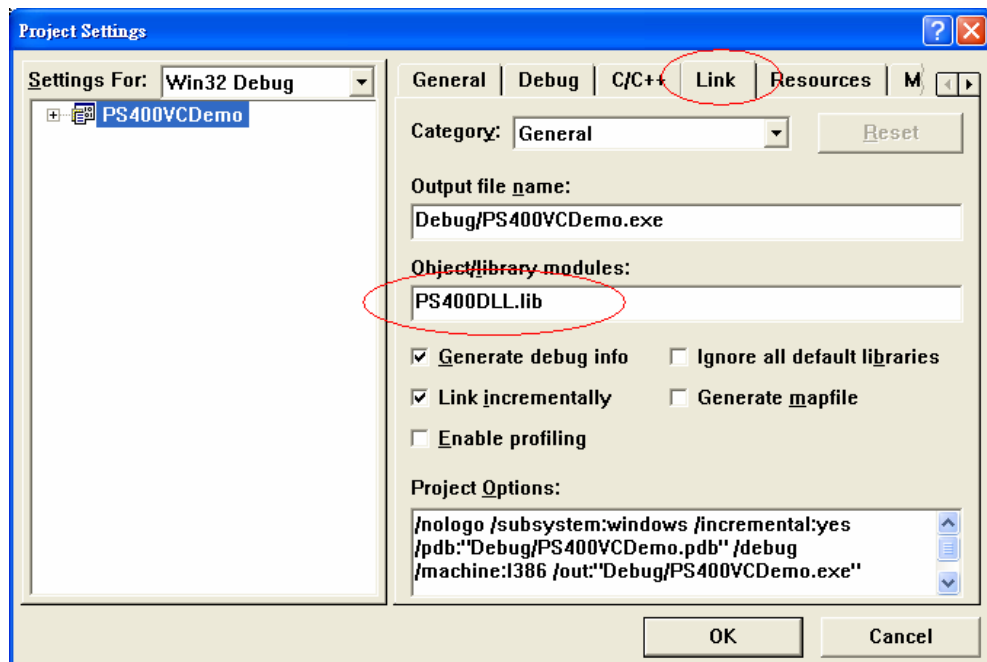 Project Settings
Settings For: Win32 Debug
PS400VCDemo
General Debug C/C++ Link Resources M
Category: General Reset
Output file name:
Debug/PS400VCDemo.exe
Object/library modules:
PS400DLL.lib
Generate debug info Ignore all default libraries
Link incrementally Generate mapfile
Enable profiling
Project Options:
/nologo /subsystem:windows /incremental:yes
/pdb:"Debug/PS400VCDemo.pdb" /debug
/machine:I386 /out:"Debug/PS400VCDemo.exe"
OK Cancel